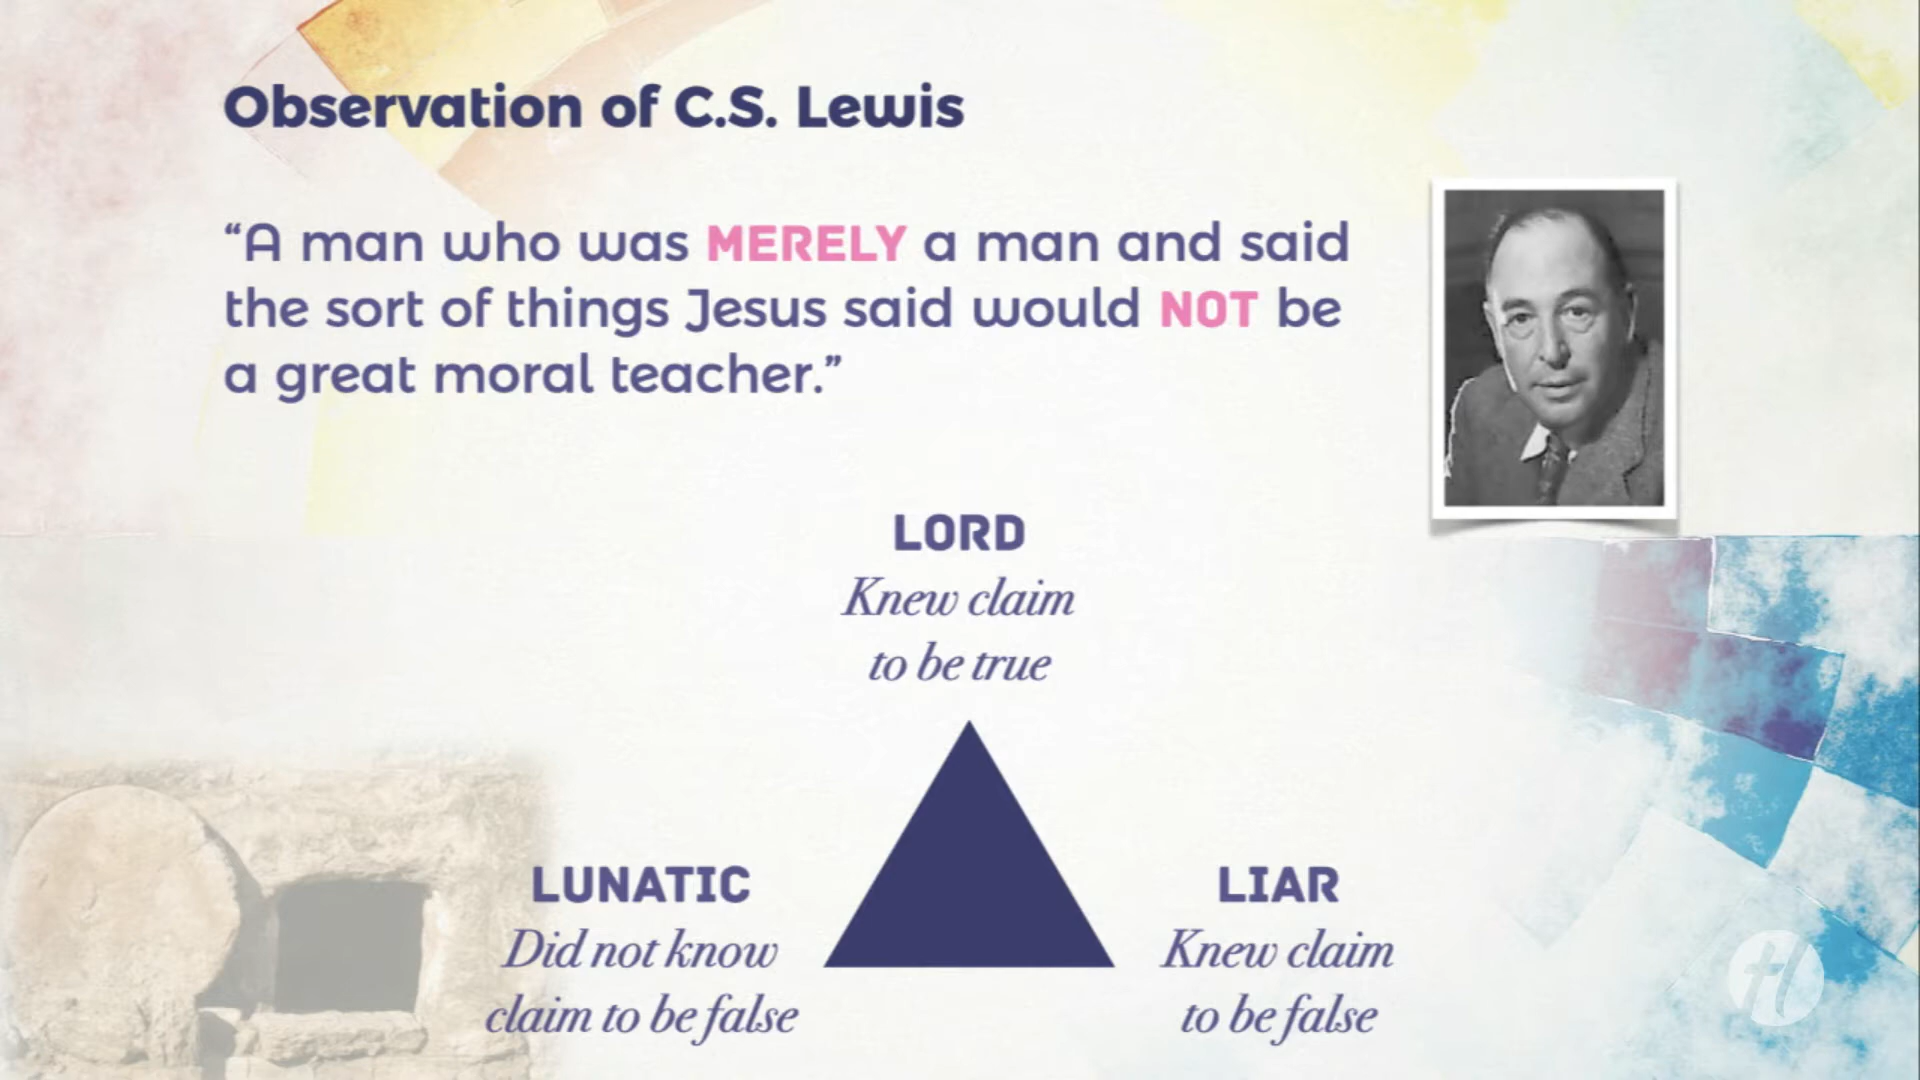 Observation of C.S. Lewis
“A man who was MERELY a man and said
the sort of things Jesus said would NOT be
a great moral teacher.”
LORD
Knew claim
to be true
LUNATIC
Did not know
claim to be false
LIAR
Knew claim
to be false
tl